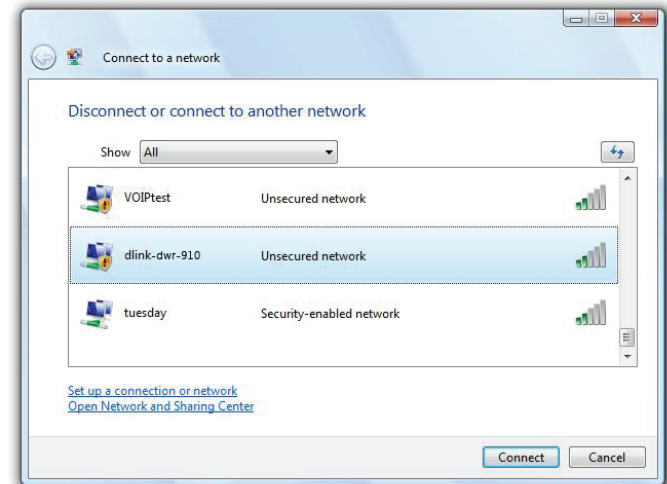 Connect to a network
Disconnect or connect to another network
Show All
VOIPtest Unsecured network
dlink-dwr-910 Unsecured network
tuesday Security-enabled network
Set up a connection or network
Open Network and Sharing Center
Connect Cancel